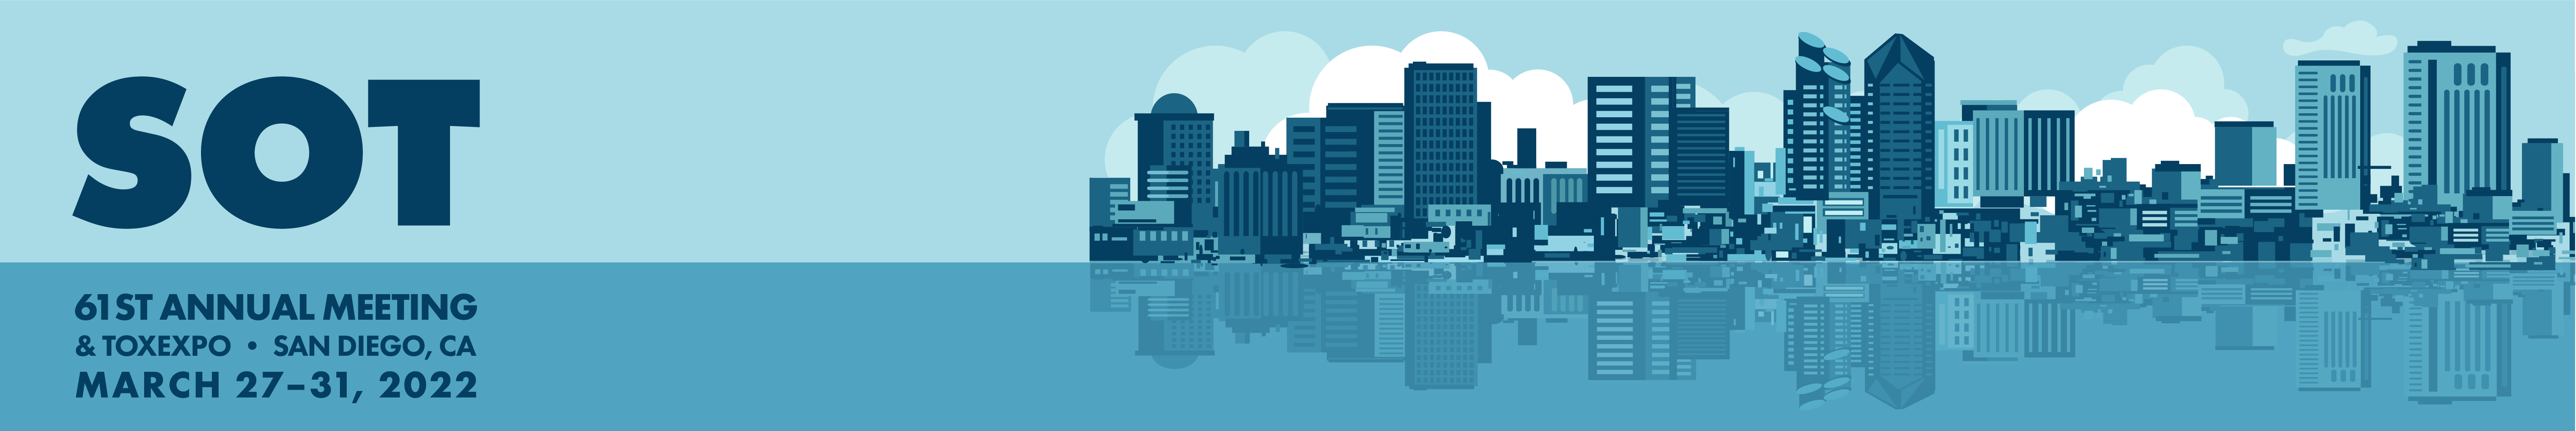 SOT
61ST ANNUAL MEETING
& TOXEXPO • SAN DIEGO, CA
MARCH 27–31, 2022